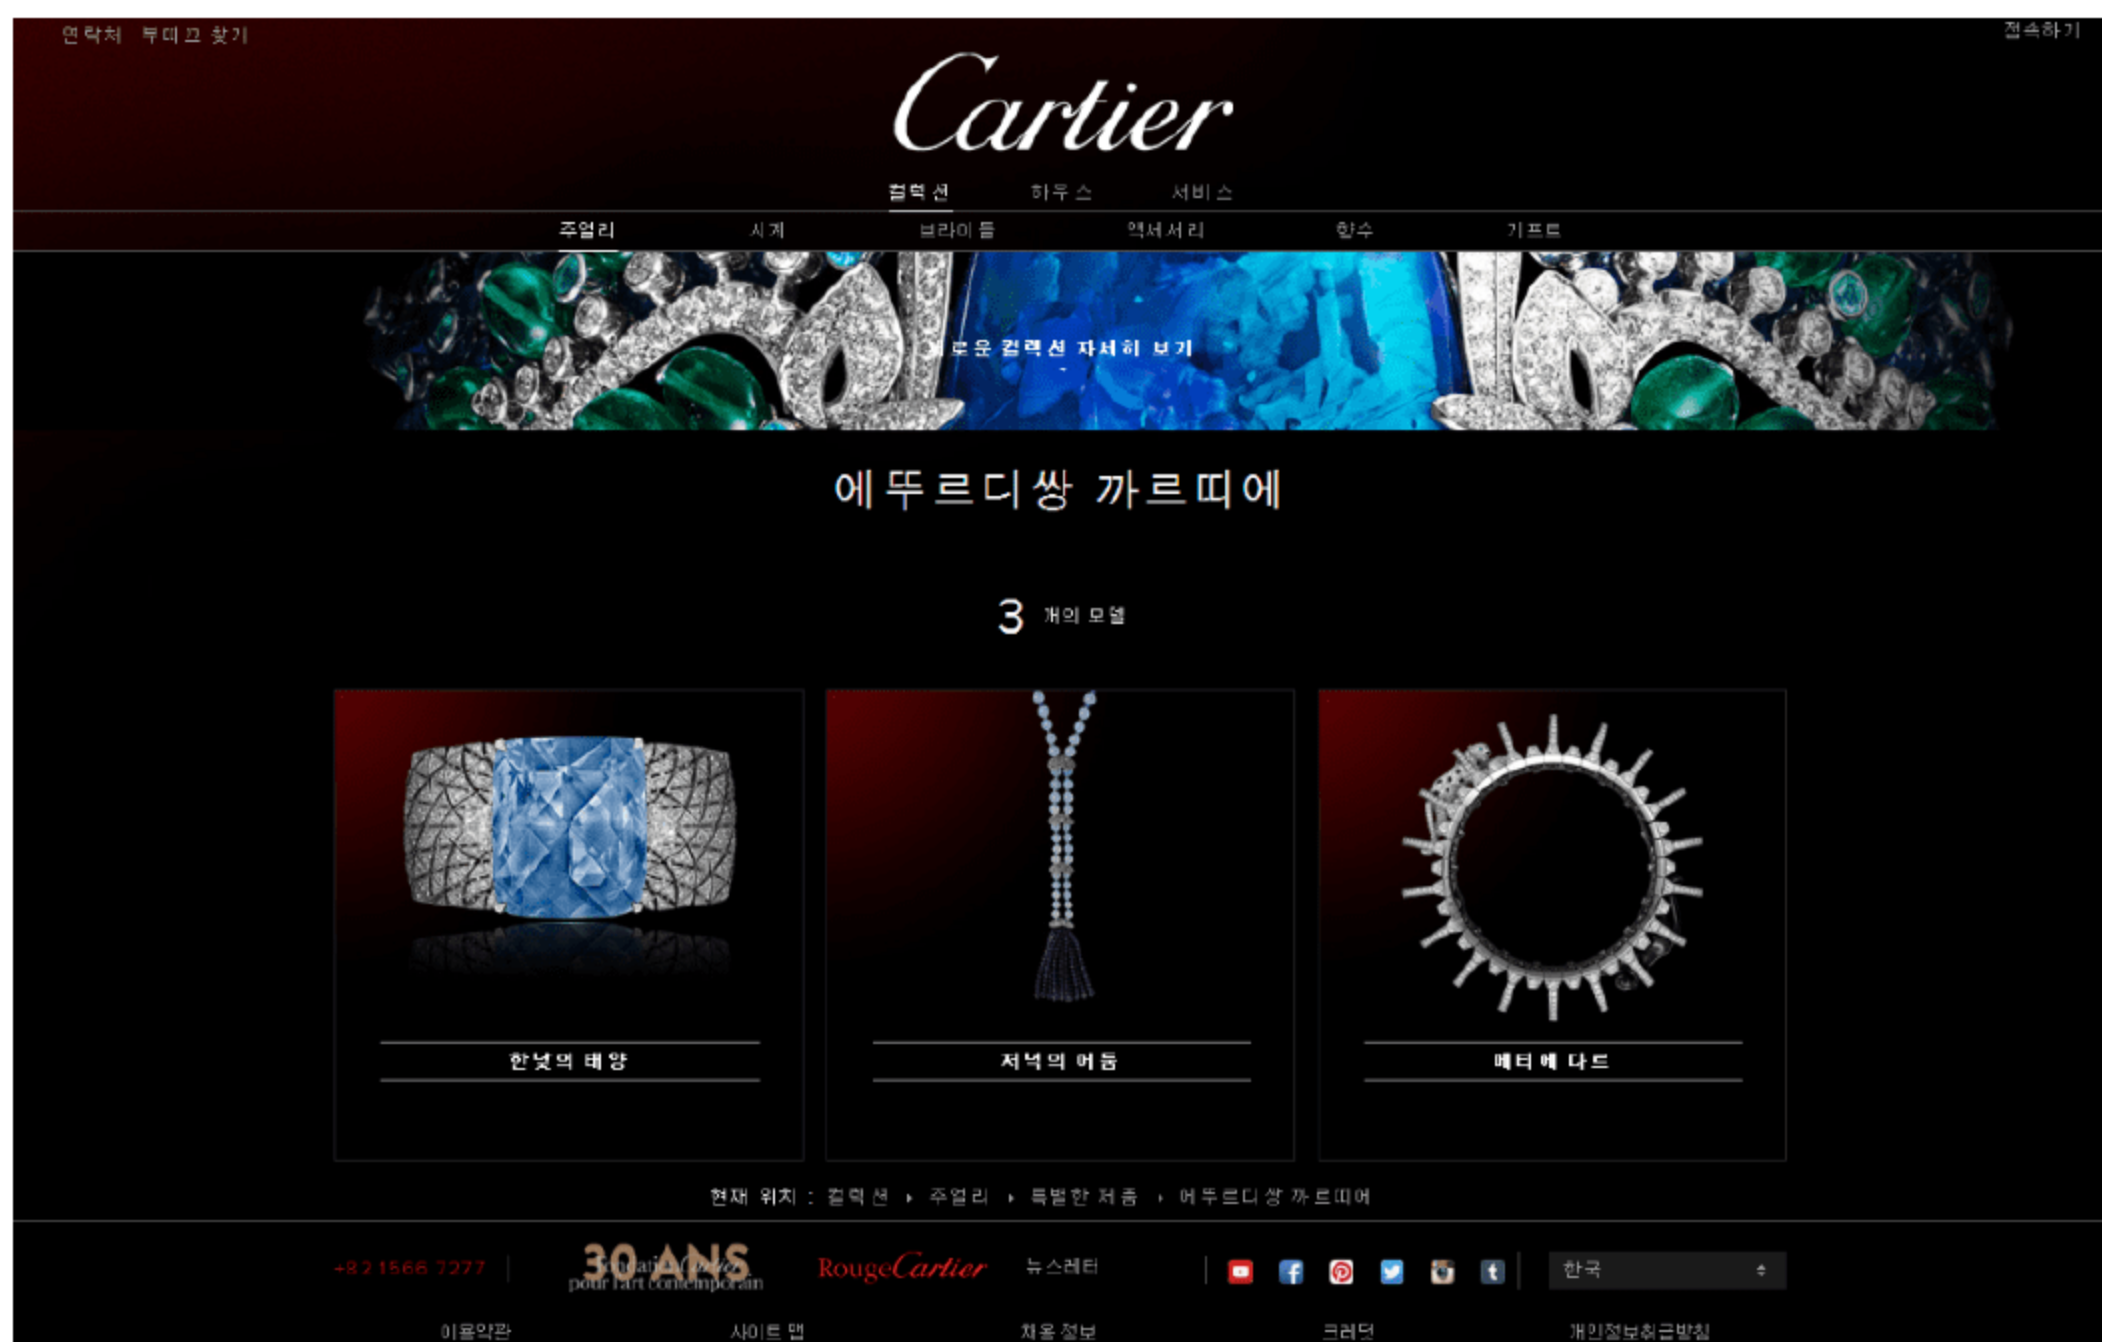 연락처 부띠끄 찾기
접속하기
Cartier
컬렉션 하우스 서비스
주얼리 시계 브라이들 액세서리 향수 기프트
로운 컬렉션 자세히 보기
에뚜르디쌍 까르띠에
3 개의 모델
한낮의 태양
저녁의 어둠
메티에 다르
현재 위치 : 컬렉션 주얼리 특별한 제품 에뚜르디쌍 까르띠에
+82 1566 7277
30 ANS
pour l'art contemporain
RougeCartier
뉴스레터
한국
이용약관 사이트 맵 채용 정보 크레딧 개인정보취급방침